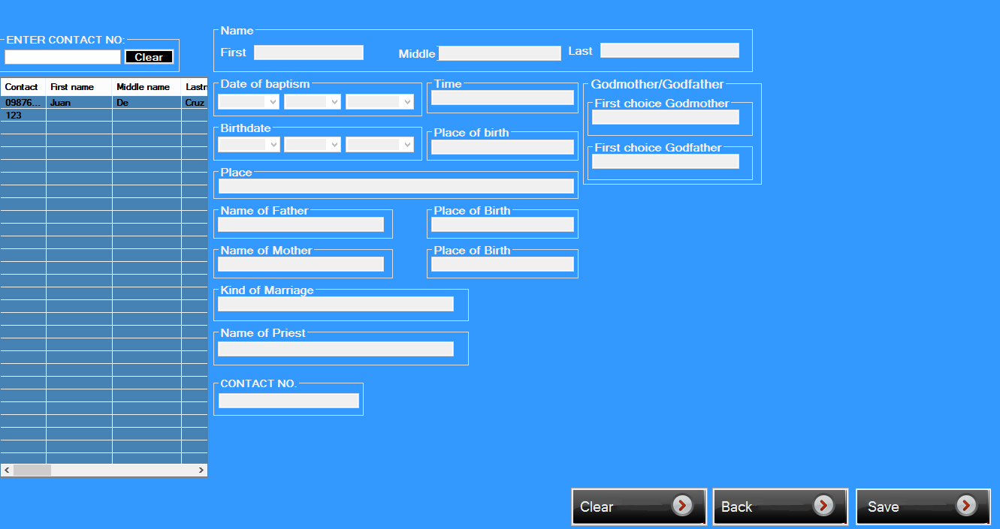 ENTER CONTACT NO:
Clear
Contact First name Middle name Lastn
09876... Juan De Cruz
123
Name
First Middle Last
Date of baptism
Time
Godmother/Godfather
First choice Godmother
First choice Godfather
Birthdate
Place of birth
Place
Name of Father
Place of Birth
Name of Mother
Place of Birth
Kind of Marriage
Name of Priest
CONTACT NO.
Clear
Back
Save